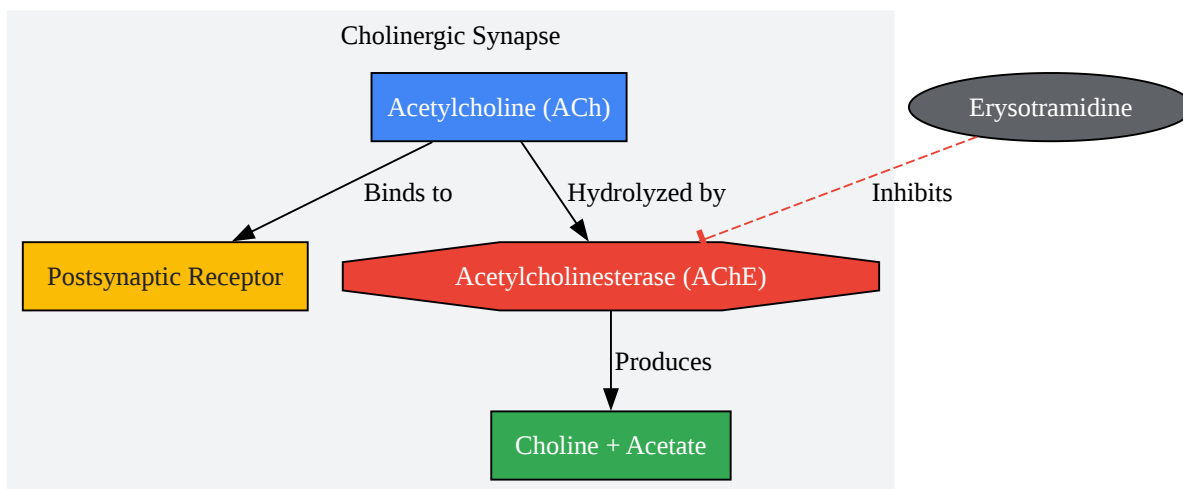 Cholinergic Synapse
Acetylcholine (ACh)
Erysotramidine
Binds to
Hydrolyzed by
Inhibits
Postsynaptic Receptor
Acetylcholinesterase (AChE)
Produces
Choline + Acetate